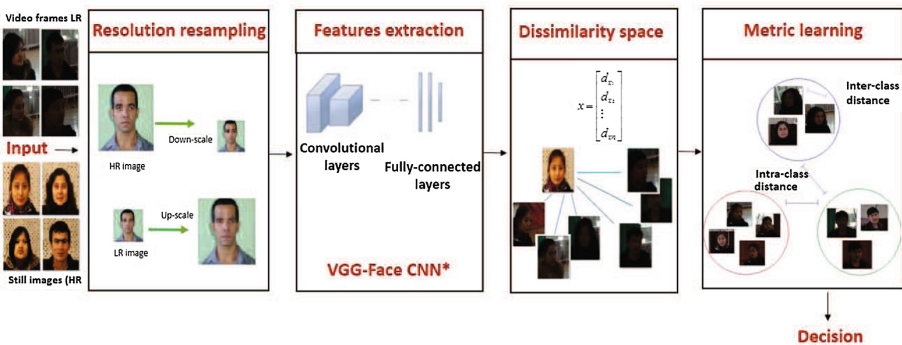 Video frames LR
Input
Still images (HR
Resolution resampling
Down-scale
HR image
Up-scale
LR image
Features extraction
Convolutional
layers
Fully-connected
layers
VGG-Face CNN*
Dissimilarity space
x =
d
d
⋮
d
Metric learning
Inter-class
distance
Intra-class
distance
Decision